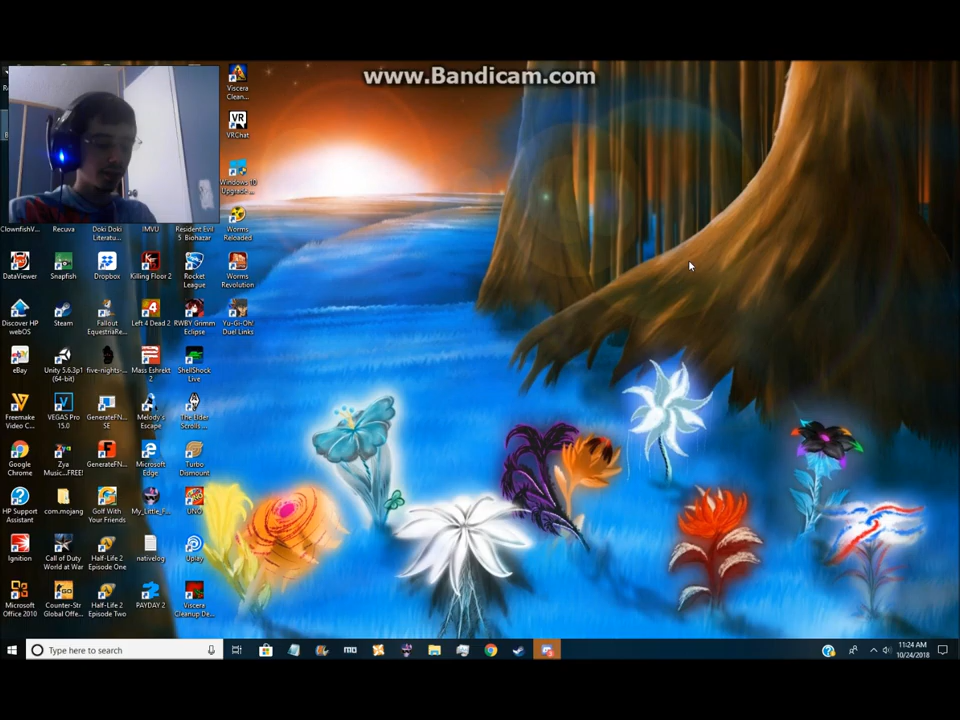 www.Bandicam.com
Viscera
Clean...
VR
VRChat
Windows 10
Upgrade ...
ClownfishV...
Recuva
Doki Doki
Literatu...
IMVU
Resident Evil
5 Biohazar
Worms
Reloaded
DataViewer
Snapfish
Dropbox
Killing Floor 2
Rocket
League
Worms
Revolution
Discover HP
webOS
Steam
Fallout
EquestriaRe...
Left 4 Dead 2
RWBY Grimm
Eclipse
Yu-Gi-Oh!
Duel Links
eBay
Unity 5.6.3p1
(64-bit)
five-nights-...
Mass Eshrekt
2
ShellShock
Live
Freemake
Video C...
VEGAS Pro
15.0
GenerateFN...
SE
Melody's
Escape
The Elder
Scrolls ...
Google
Chrome
Zya
Music...FREE!
GenerateFN...
Microsoft
Edge
Turbo
Dismount
HP Support
Assistant
com.mojang
Golf With
Your Friends
My_Little_F...
UNO
Ignition
Call of Duty
World at War
Half-Life 2
Episode One
nativelog
Uplay
Microsoft
Office 2010
Counter-Str
Global Offe...
Half-Life 2
Episode Two
PAYDAY 2
Viscera
Cleanup De...
Type here to search
11:24 AM
10/24/2018